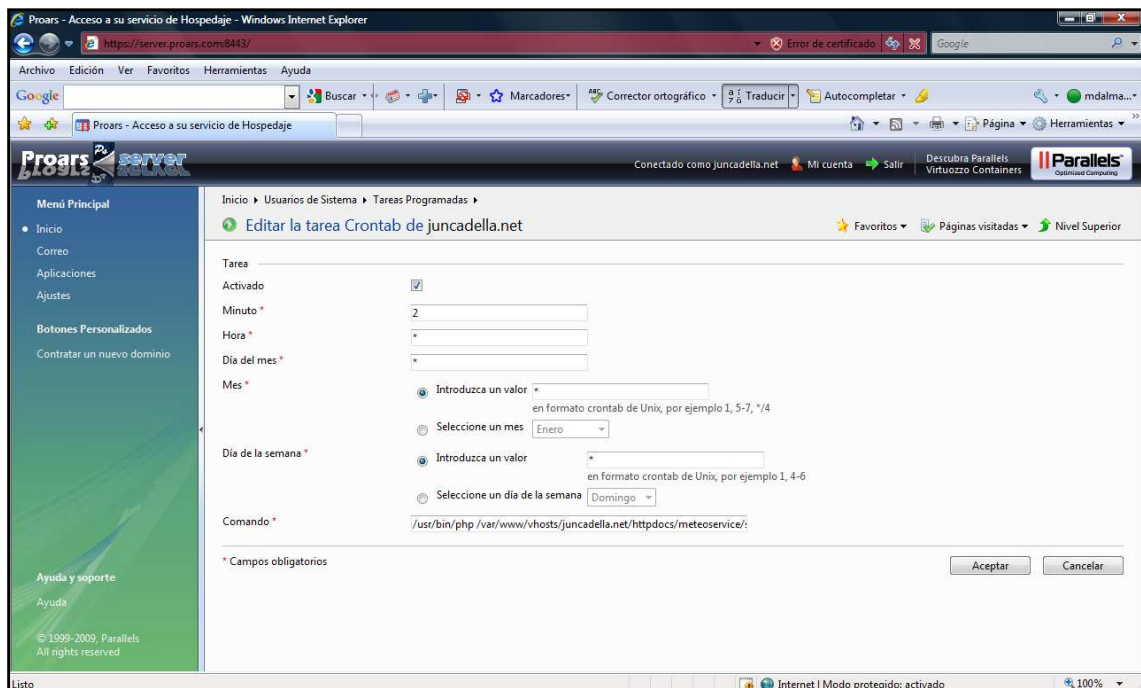 Proars - Acceso a su servicio de Hospedaje - Windows Internet Explorer
https://server.proars.com:8443/ Error de certificado Google
Archivo Edición Ver Favoritos Herramientas Ayuda
Google Buscar Marcadores Corrector ortográfico Traducir Autocompletar mdalma...
Proars - Acceso a su servicio de Hospedaje Página Herramientas
Proars server Conectado como juncadella.net Mi cuenta Salir Descubra Parallels Virtuozzo Containers Parallels
Optimized Computing
Menú Principal
Inicio
Correo
Aplicaciones
Ajustes
Botones Personalizados
Contratar un nuevo dominio
Ayuda y soporte
Ayuda
© 1999-2009, Parallels
All rights reserved
Inicio Usuarios de Sistema Tareas Programadas
Editar la tarea Crontab de juncadella.net Favoritos Páginas visitadas Nivel Superior
Tarea
Activado
Minuto * 2
Hora * *
Día del mes * *
Mes * Introduzca un valor *
en formato crontab de Unix, por ejemplo 1, 5-7, */4
Seleccione un mes Enero
Día de la semana * Introduzca un valor *
en formato crontab de Unix, por ejemplo 1, 4-6
Seleccione un día de la semana Domingo
Comando * /usr/bin/php /var/www/vhosts/juncadella.net/httpdocs/meteoservice/
* Campos obligatorios Aceptar Cancelar
Listo Internet | Modo protegido: activado 100%